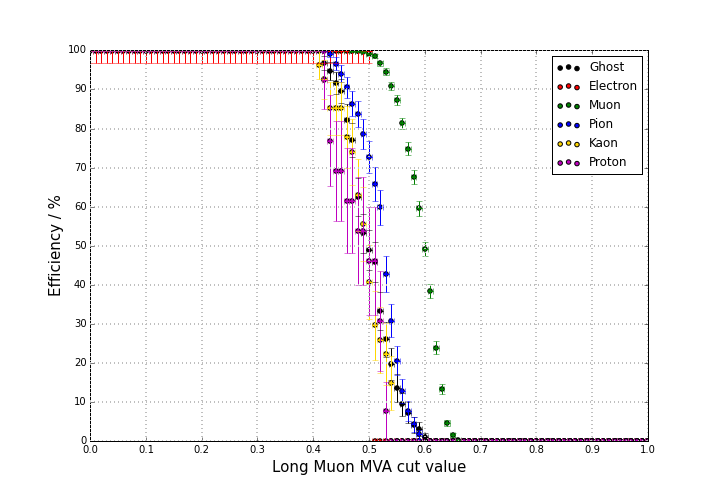 100
90
80
70
60
50
40
30
20
10
0
Efficiency / %
Ghost
Electron
Muon
Pion
Kaon
Proton
0.0 0.1 0.2 0.3 0.4 0.5 0.6 0.7 0.8 0.9 1.0
Long Muon MVA cut value